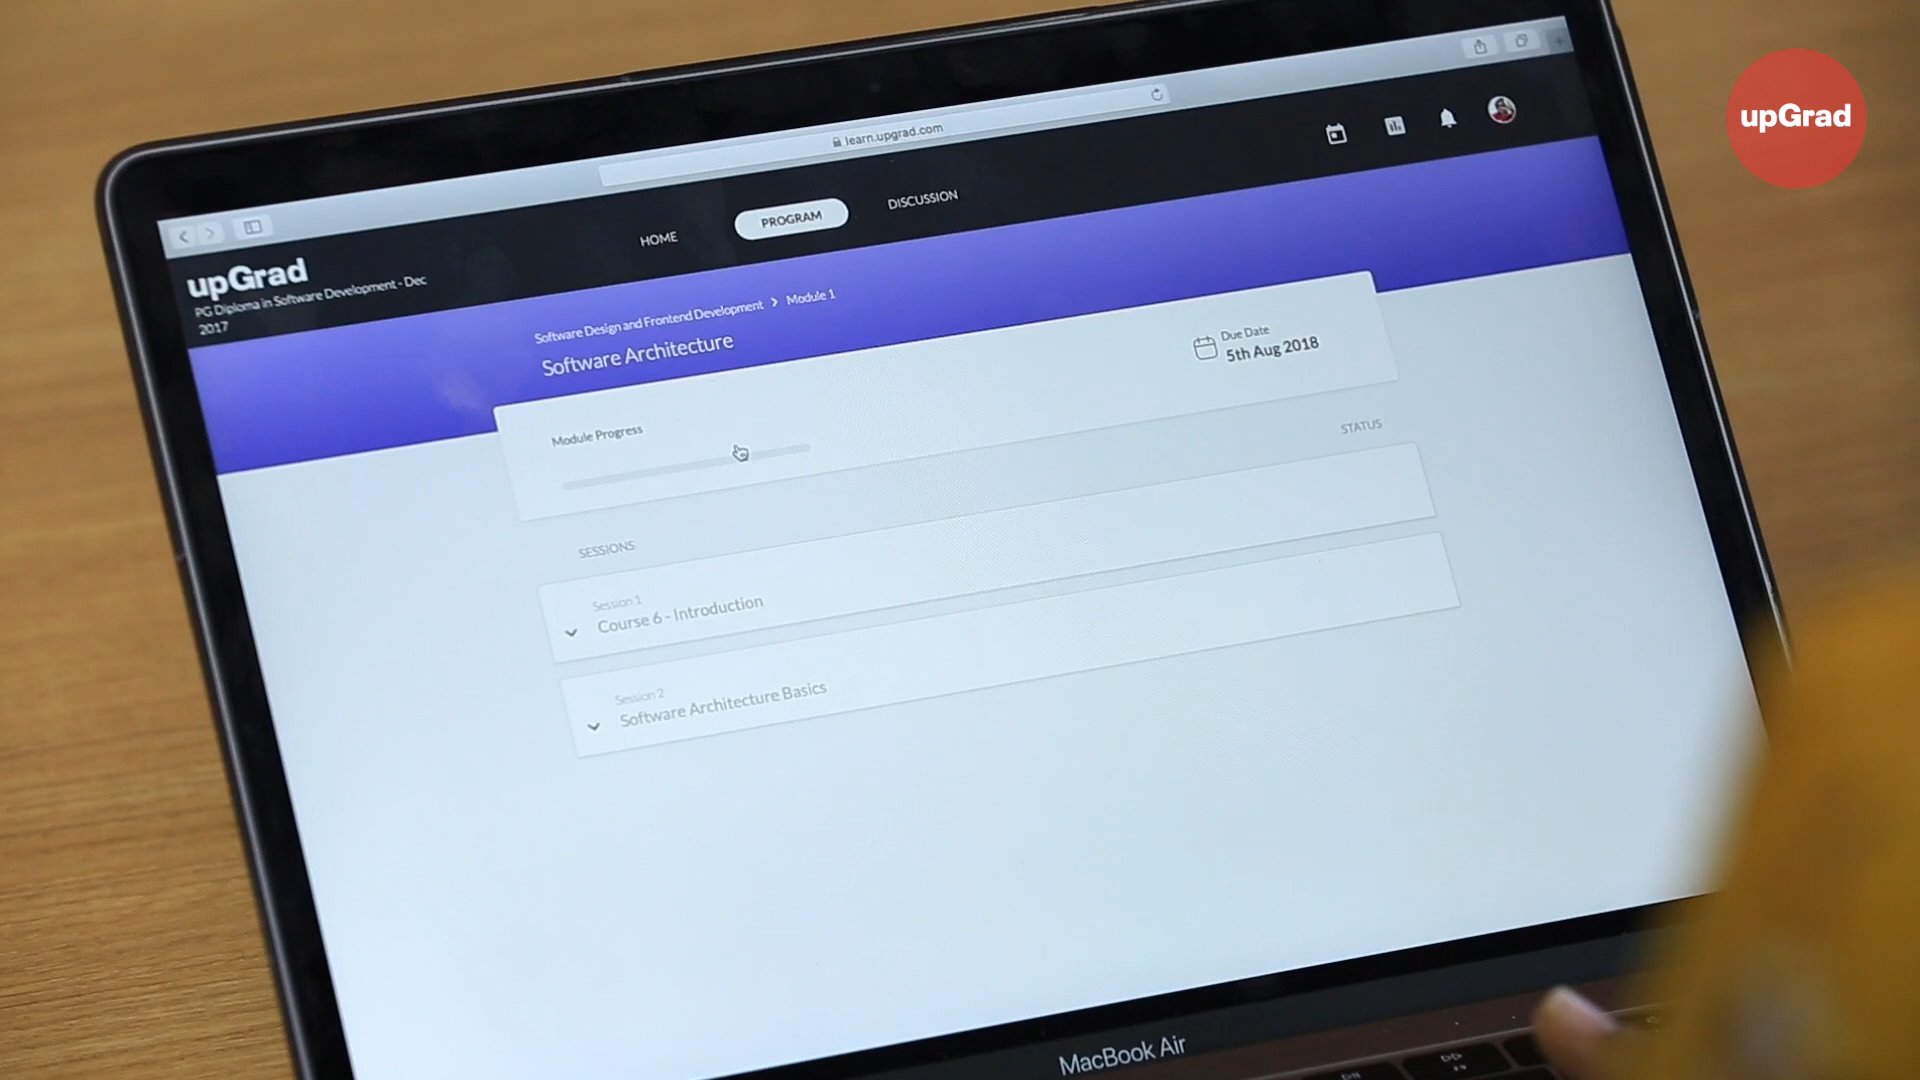 upGrad
learn.upgrad.com
upGrad
PG Diploma in Software Development - Dec
2017
HOME
PROGRAM
DISCUSSION
Software Design and Frontend Development > Module 1
Software Architecture
Due Date
5th Aug 2018
Module Progress
STATUS
SESSIONS
Session 1
Course 6 - Introduction
Session 2
Software Architecture Basics
MacBook Air